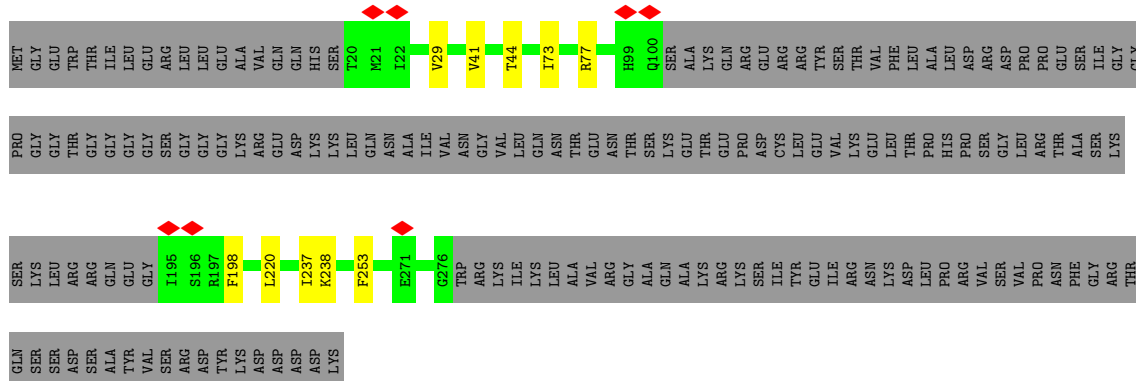 MET GLY GLU TRP THR ILE LEU GLU ARG LEU LEU GLU ALA VAL GLN GLN HIS SER T20 M21 I22 V29 V41 T44 I73 R77 H99 Q100 SER ALA LYS GLN ARG GLU ARG ARG TYR SER THR VAL PHE LEU ALA LEU ASP ARG ASP PRO PRO GLU SER ILE GLY GLY
PRO GLY GLY THR GLY GLY GLY GLY SER GLY GLY GLY LYS ARG GLU ASP LYS LYS LEU GLN ASN ALA ILE VAL ASN GLY VAL LEU GLN ASN THR GLU ASN THR SER LYS GLU THR GLU PRO ASP CYS LEU GLU VAL LYS GLU LEU THR PRO HIS PRO SER GLY LEU ARG THR ALA SER LYS
SER LYS LEU ARG ARG GLN GLU GLY I195 S196 R197 F198 L220 I237 K238 F253 E271 G276 TRP ARG LYS ILE LYS LEU ALA VAL ARG GLY ALA GLN ALA LYS ARG LYS SER ILE TYR GLU ILE ARG ASN LYS ASP LEU PRO ARG VAL SER VAL PRO ASN PHE GLY ARG THR
GLN SER SER ASP SER ALA TYR VAL SER ARG ASP TYR LYS ASP ASP ASP ASP LYS